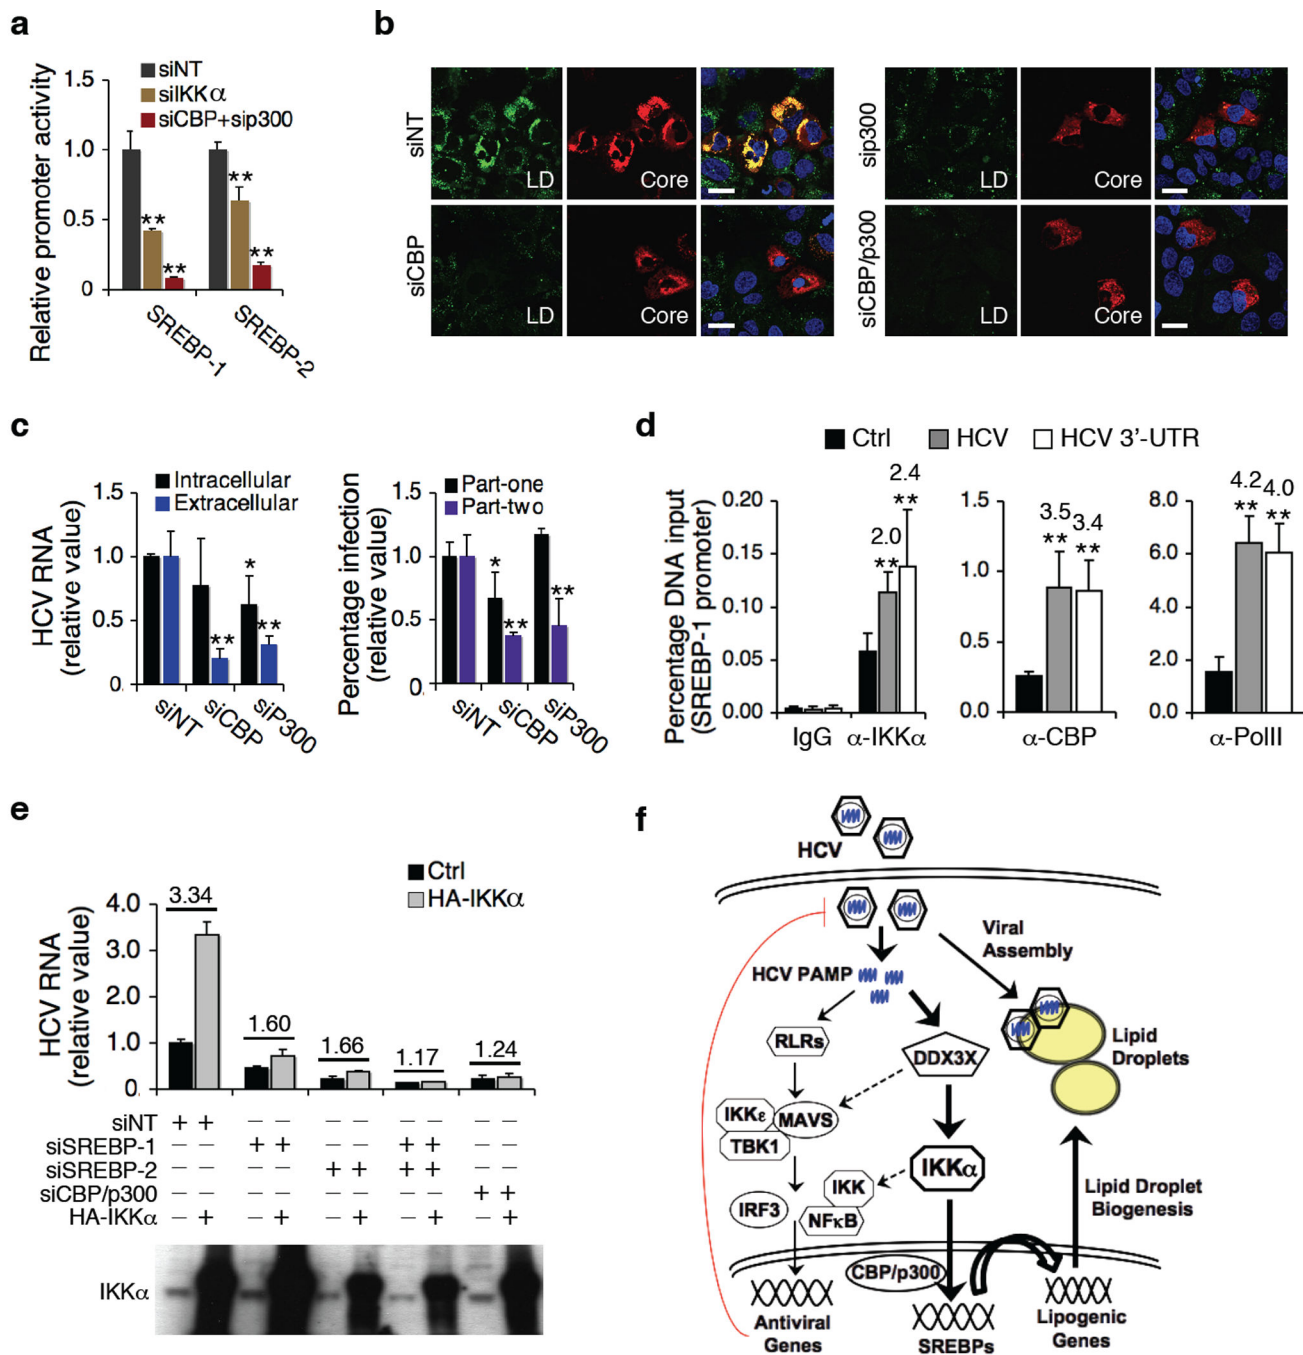 a
siNT
siIKKα
siCBP+sip300
Relative promoter activity
1.5
1.0
0.5
0
**
**
**
**
SREBP-1
SREBP-2
b
siNT
LD
Core
siCBP
LD
Core
sip300
LD
Core
siCBP/p300
LD
Core
c
HCV RNA
(relative value)
Intracellular
Extracellular
1.5
1.0
0.5
0.
**
*
**
siNT
siCBP
siP300
Percentage infection
(relative value)
Part-one
Part-two
1.5
1.0
0.5
0.
*
**
**
siNT
siCBP
siP300
d
Ctrl
HCV
HCV 3'-UTR
Percentage DNA input
(SREBP-1 promoter)
0.20
0.15
0.10
0.05
0.00
2.0
**
2.4
**
IgG
α-IKKα
1.5
1.0
0.5
0.0
3.5
**
3.4
**
α-CBP
8.0
6.0
4.0
2.0
0.0
4.2
**
4.0
**
α-PolII
e
Ctrl
HA-IKKα
HCV RNA
(relative value)
4.0
3.0
2.0
1.0
0.
3.34
1.60
1.66
1.17
1.24
siNT + + – – – – – – – –
siSREBP-1 – – + + – – + + – –
siSREBP-2 – – – – + + + + – –
siCBP/p300 – – – – – – – – + +
HA-IKKα – + – + – + – + – +
IKKα
f
HCV
Viral
Assembly
HCV PAMP
RLRs
DDX3X
Lipid
Droplets
IKKε
MAVS
TBK1
IKKα
IKK
IRF3
NFκB
Lipid Droplet
Biogenesis
CBP/p300
Antiviral
Genes
SREBPs
Lipogenic
Genes